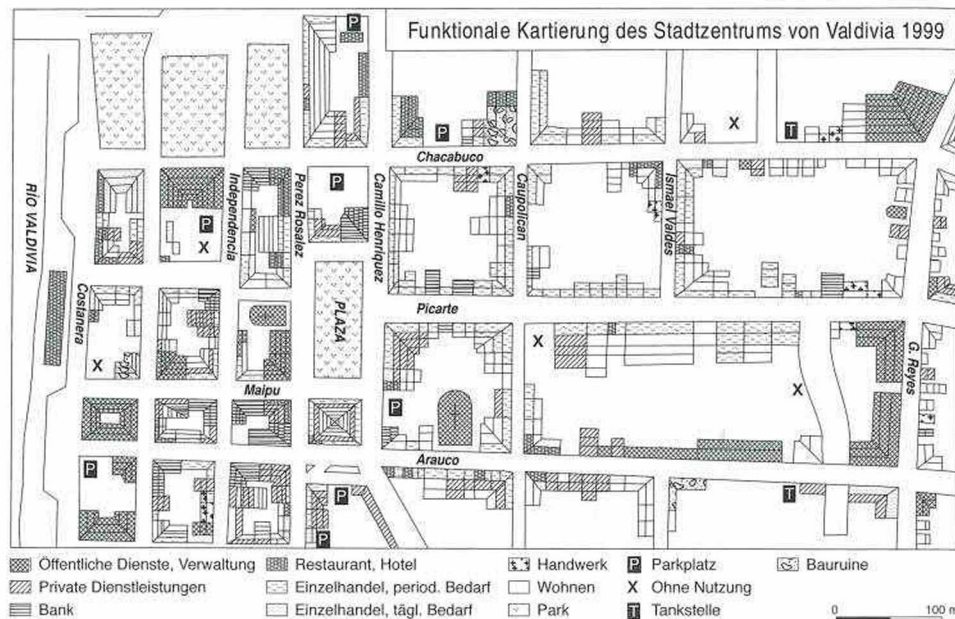 Funktionale Kartierung des Stadtzentrums von Valdivia 1999
P
P
T
X
Chacabuco
RÍO VALDIVIA
Independencia
Perez Rosalez
Camillo Henriquez
Caupolican
Ismael Valdes
P
P
X
Costanera
PLAZA
Picarte
X
X
X
G. Reyes
Maipu
P
Arauco
P
P
P
T
Öffentliche Dienste, Verwaltung
Private Dienstleistungen
Bank
Restaurant, Hotel
Einzelhandel, period. Bedarf
Einzelhandel, tägl. Bedarf
Handwerk
Wohnen
Park
P Parkplatz
X Ohne Nutzung
T Tankstelle
Bauruine
0 100 m